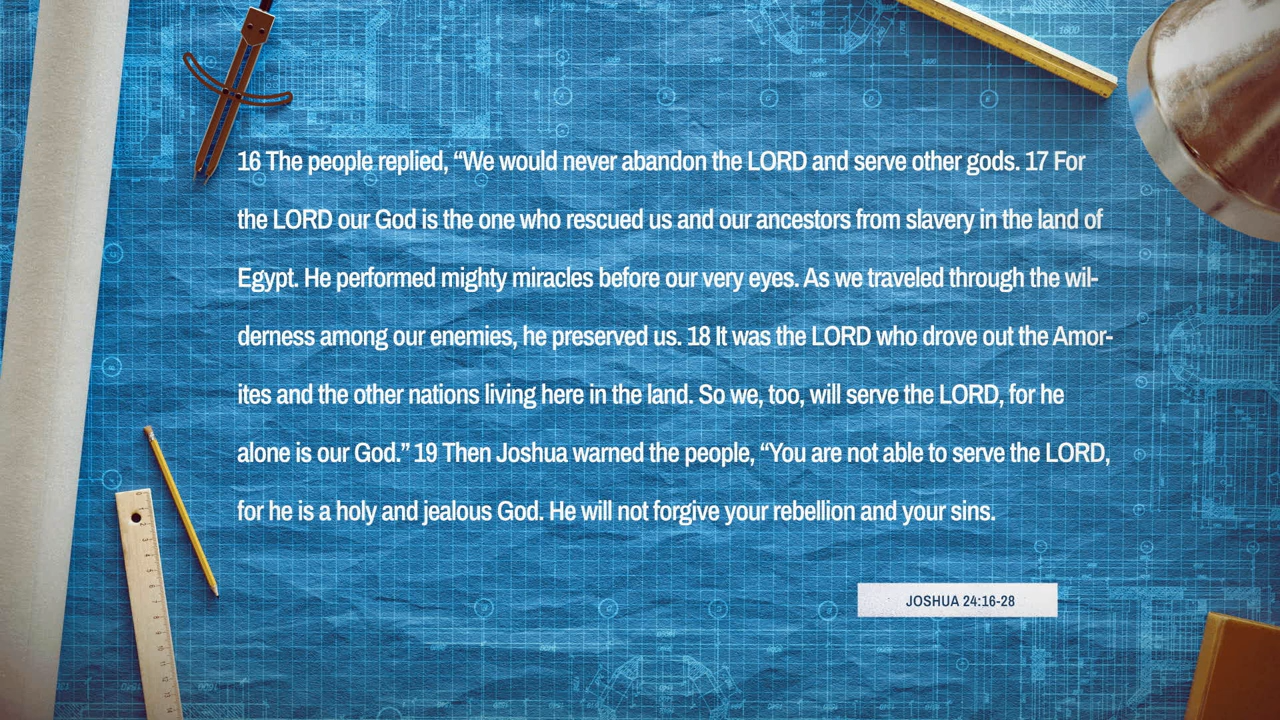 16 The people replied, “We would never abandon the LORD and serve other gods. 17 For
the LORD our God is the one who rescued us and our ancestors from slavery in the land of
Egypt. He performed mighty miracles before our very eyes. As we traveled through the wil-
derness among our enemies, he preserved us. 18 It was the LORD who drove out the Amor-
ites and the other nations living here in the land. So we, too, will serve the LORD, for he
alone is our God.” 19 Then Joshua warned the people, “You are not able to serve the LORD,
for he is a holy and jealous God. He will not forgive your rebellion and your sins.
JOSHUA 24:16-28